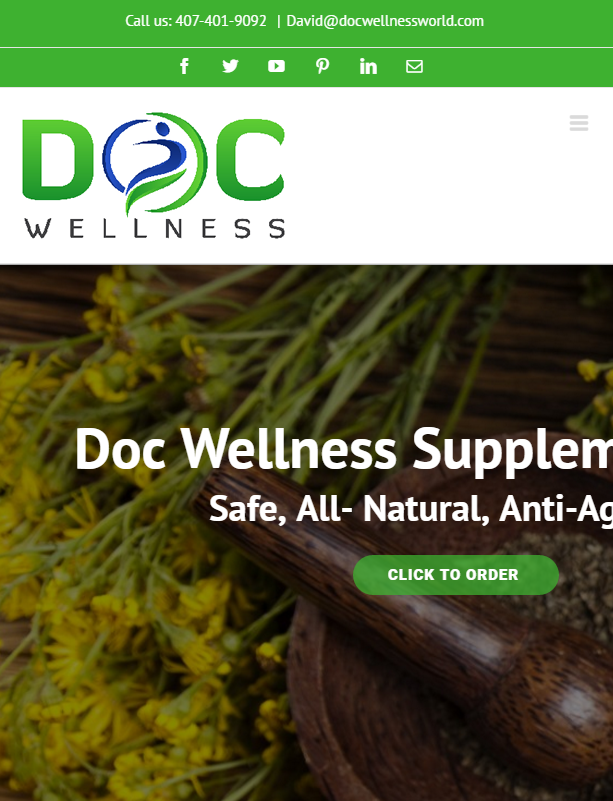 Call us: 407-401-9092 | David@docwellnessworld.com
DOC
WELLNESS
Doc Wellness Supplem
Safe, All- Natural, Anti-Ag
CLICK TO ORDER